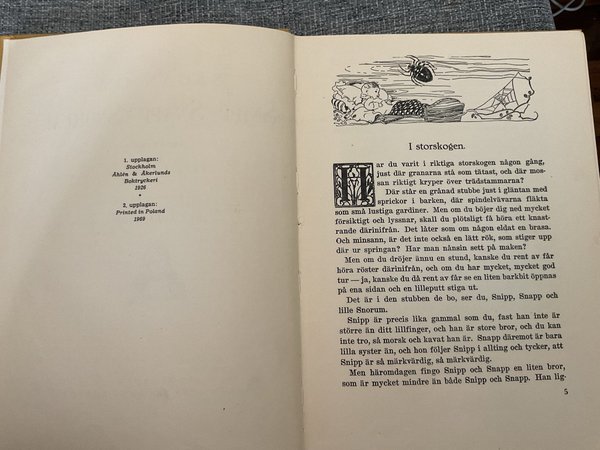 1. upplagan:
Stockholm
Åhlén & Åkerlunds
Boktryckeri
1926
*
2. upplagan:
Printed in Poland
1969
I storskogen.
Har du varit i riktiga storskogen någon gång,
just där granarna stå som tätast, och där mos-
san riktigt kryper över trädstammarna?
Där står en grånad stubbe just i gläntan med
sprickor i barken, där spindelvävarna fläkta
som små lustiga gardiner. Men om du böjer dig ned mycket
försiktigt och lyssnar, skall du plötsligt få höra ett knast-
rande därinifrån. Det låter som om någon eldat en brasa.
Och minsann, är det inte också en lätt rök, som stiger upp
där ur springan? Har man nånsin sett på maken?
Men om du dröjer ännu en stund, kanske du rent av får
höra röster därinifrån, och om du har mycket, mycket god
tur — ja, kanske du då rent av får se en liten barkbit öppnas
på ena sidan och en lilleputt stiga ut.
Det är i den stubben de bo, ser du, Snipp, Snapp och
lille Snorum.
Snipp är precis lika gammal som du, fast han inte är
större än ditt lillfinger, och han är store bror, och du kan
inte tro, så morsk och kavat han är. Snapp däremot är bara
lilla syster än, och hon följer Snipp i allting och tycker, att
Snipp är så märkvärdig, så märkvärdig.
Men häromdagen fingo Snipp och Snapp en liten bror,
som är mycket mindre än både Snipp och Snapp. Han lig-
5